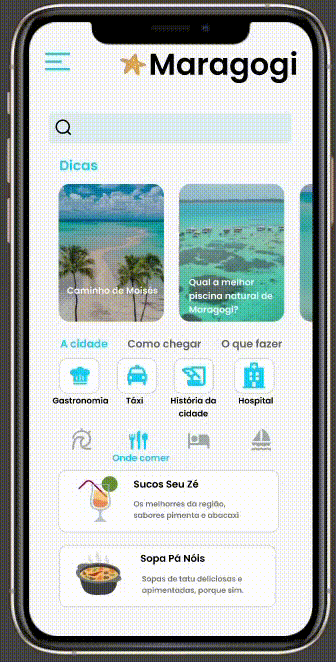 Maragogi
Dicas
Caminho de Moisés
Qual a melhor
piscina natural de
Maragogi?
A cidade Como chegar O que fazer
Gastronomia Táxi História da
cidade Hospital
Onde comer
Sucos Seu Zé
Os melhores da região,
sabores pimenta e abacaxi
Sopa Pá Nóis
Sopas de tatu deliciosas e
apimentadas, porque sim.